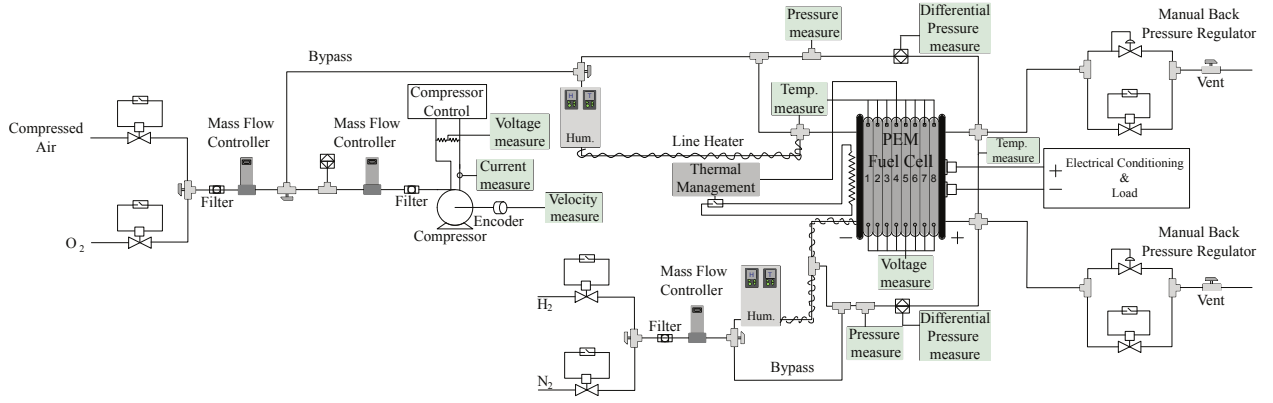 Pressure
measure
Differential
Pressure
measure
Manual Back
Pressure Regulator
Vent
Bypass
Compressor
Control
Temp.
measure
H T
Hum.
Compressed
Air
Mass Flow
Controller
Mass Flow
Controller
Voltage
measure
Line Heater
PEM
Fuel Cell
1 2 3 4 5 6 7 8
Temp.
measure
Thermal
Management
Current
measure
Electrical Conditioning
&
Load
+
−
Filter
Filter
Velocity
measure
Encoder
Compressor
O2
− +
Voltage
measure
Manual Back
Pressure Regulator
Vent
Mass Flow
Controller
H T
Hum.
H2
Filter
Pressure
measure
Differential
Pressure
measure
Bypass
N2